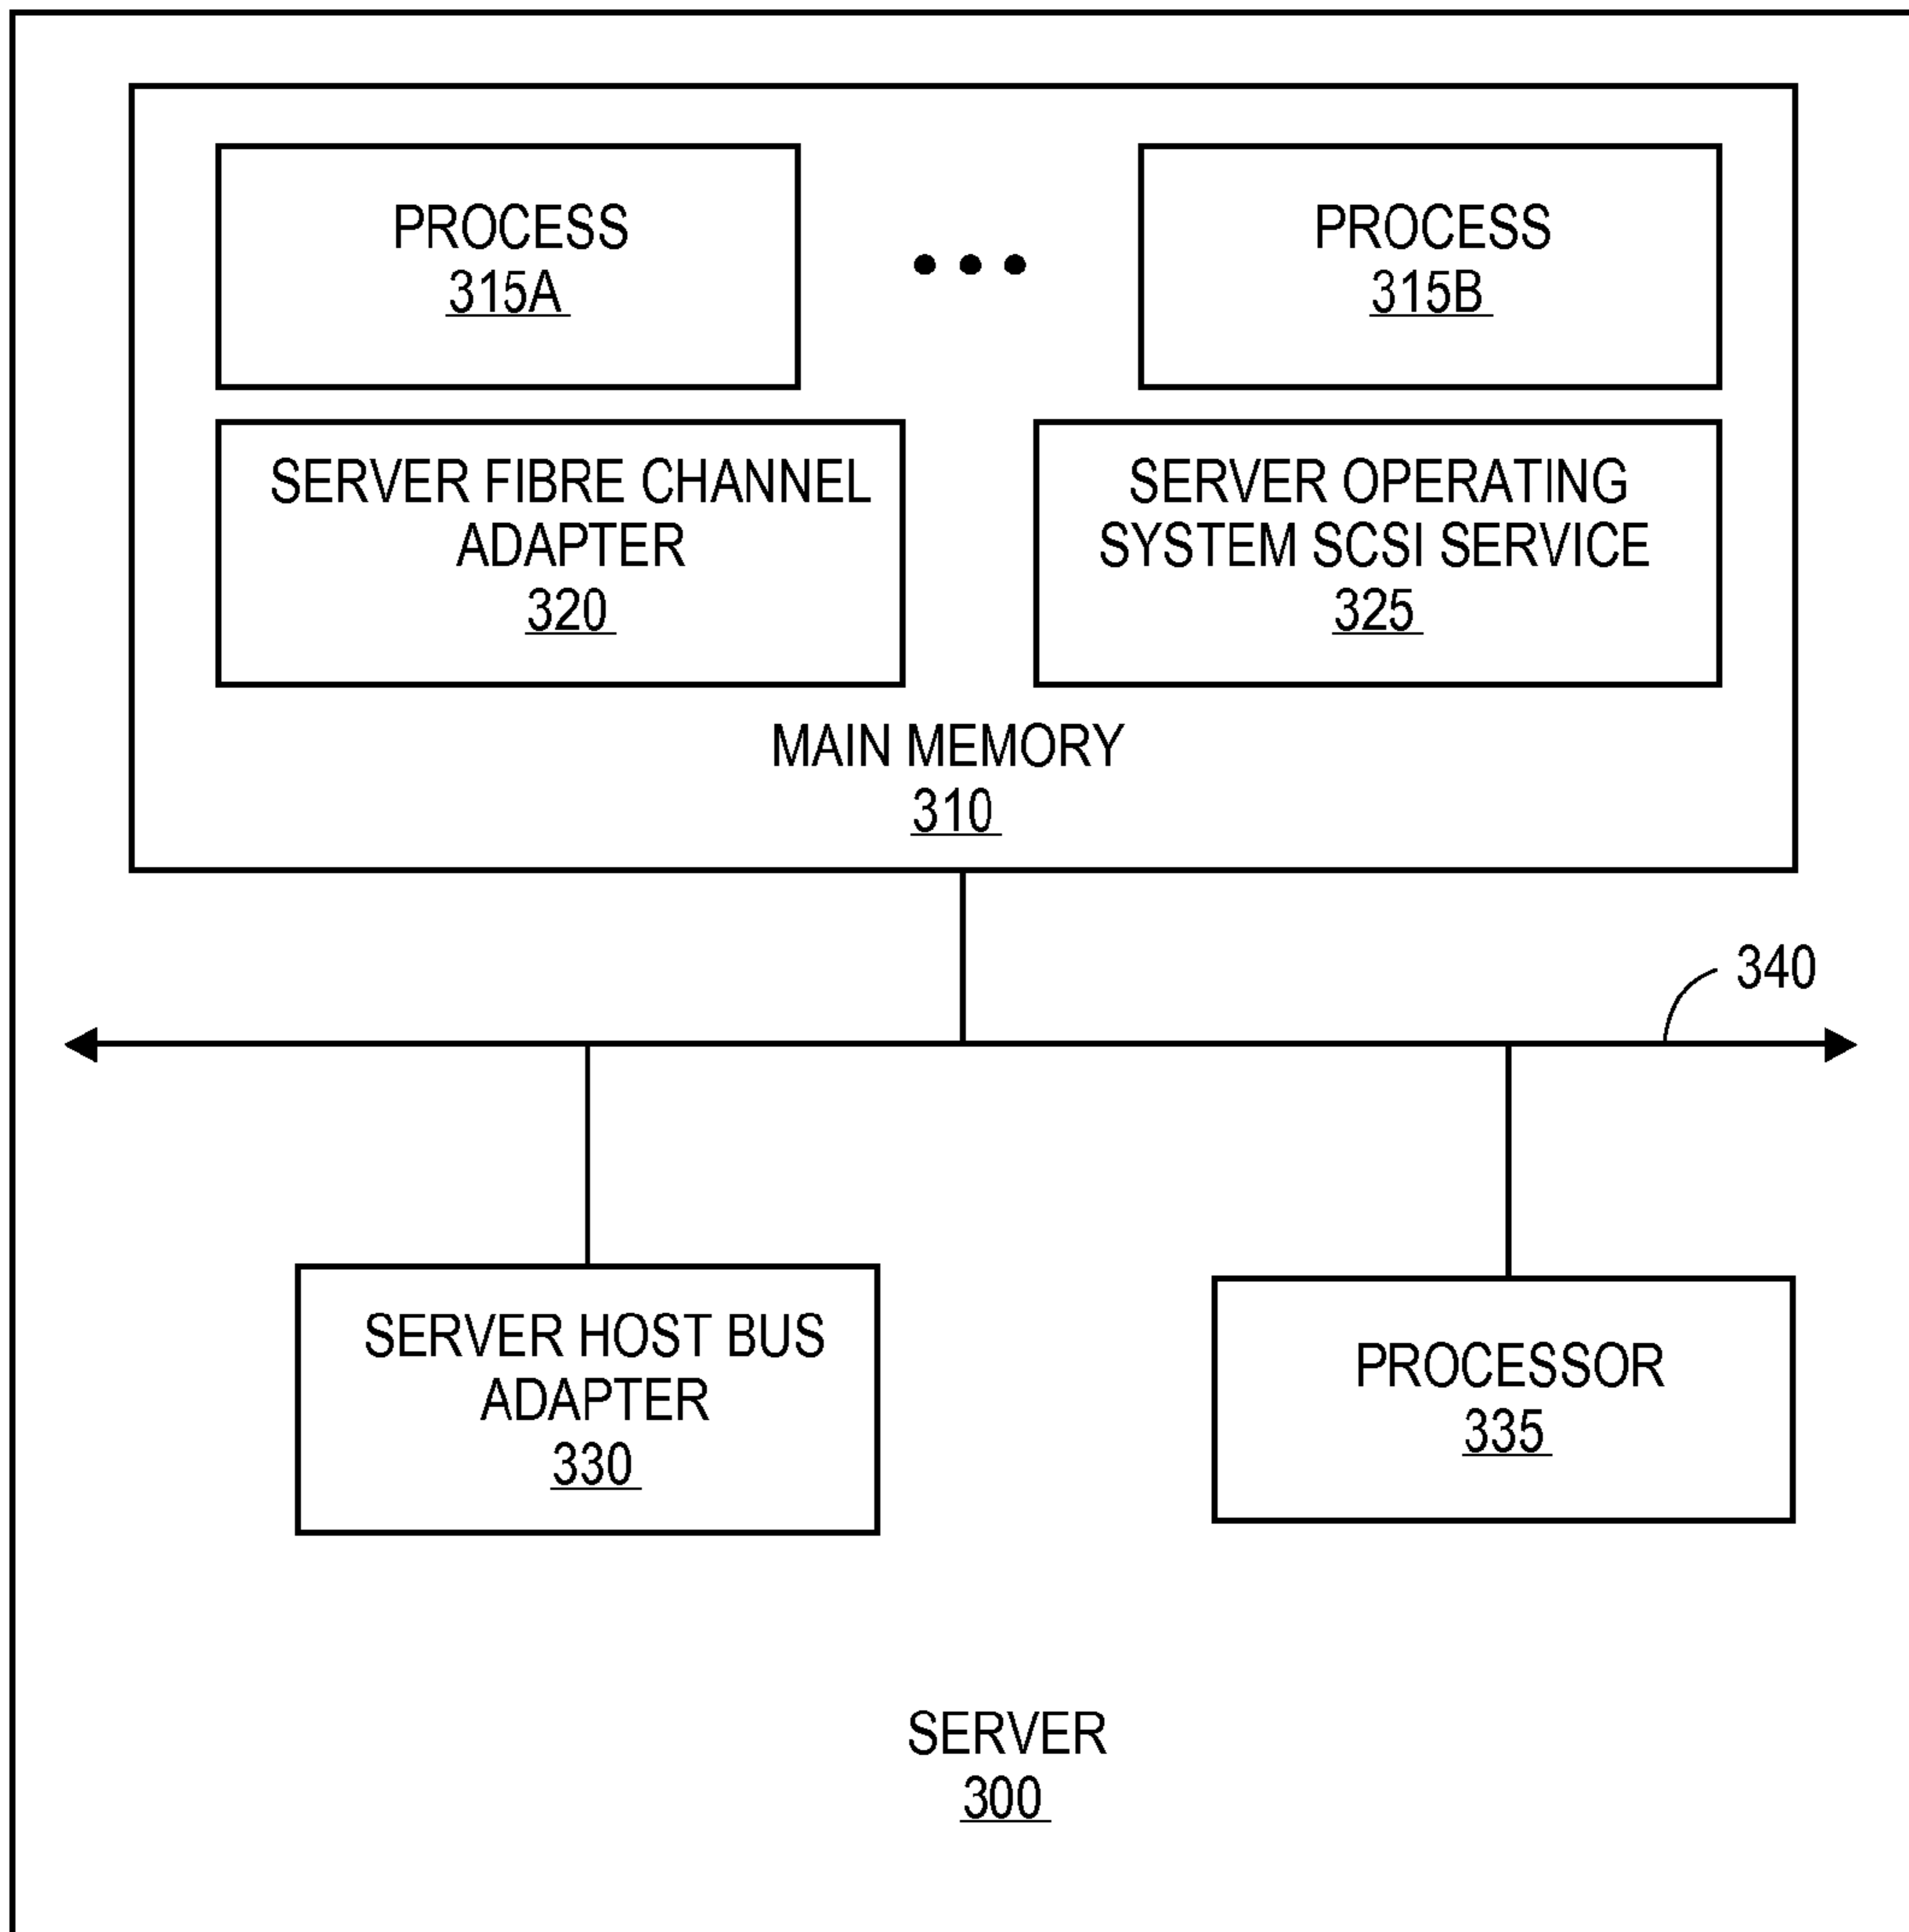 PROCESS
315A
PROCESS
315B
SERVER FIBRE CHANNEL
ADAPTER
320
SERVER OPERATING
SYSTEM SCSI SERVICE
325
MAIN MEMORY
310
340
SERVER HOST BUS
ADAPTER
330
PROCESSOR
335
SERVER
300